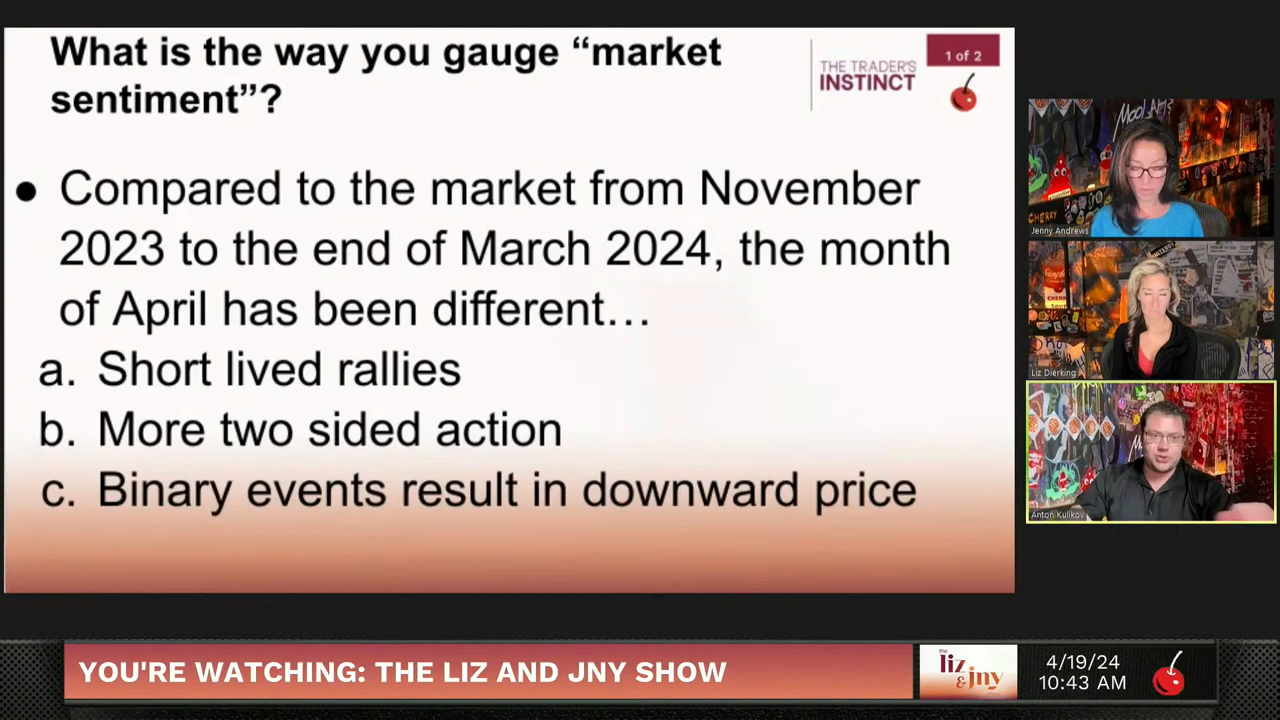 What is the way you gauge “market
sentiment”?
THE TRADER'S
INSTINCT
1 of 2
● Compared to the market from November
2023 to the end of March 2024, the month
of April has been different…
a. Short lived rallies
b. More two sided action
c. Binary events result in downward price
Jenny Andrews
Liz Dierking
Anton Kulikov
CHERRY
YOU'RE WATCHING: THE LIZ AND JNY SHOW
the
liz
& jny
4/19/24
10:43 AM